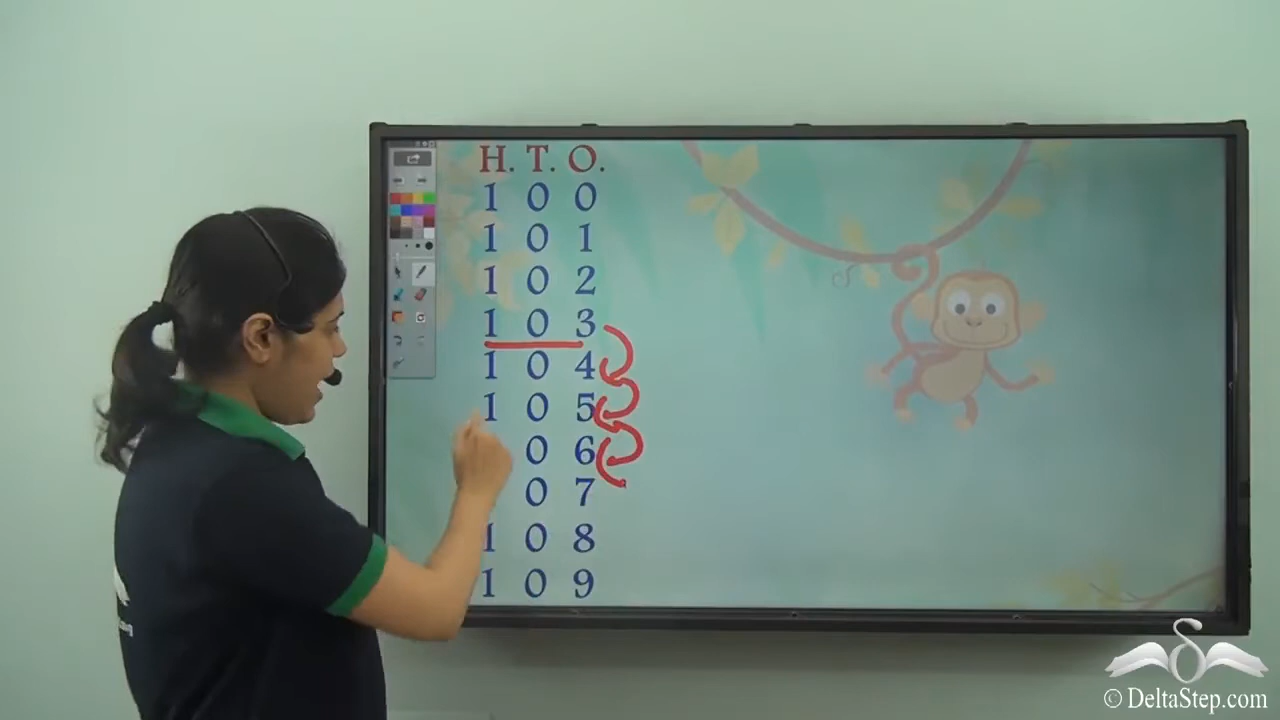 H. T. O.
1 0 0
1 0 1
1 0 2
1 0 3
1 0 4
1 0 5
0 6
0 7
1 0 8
1 0 9
© DeltaStep.com